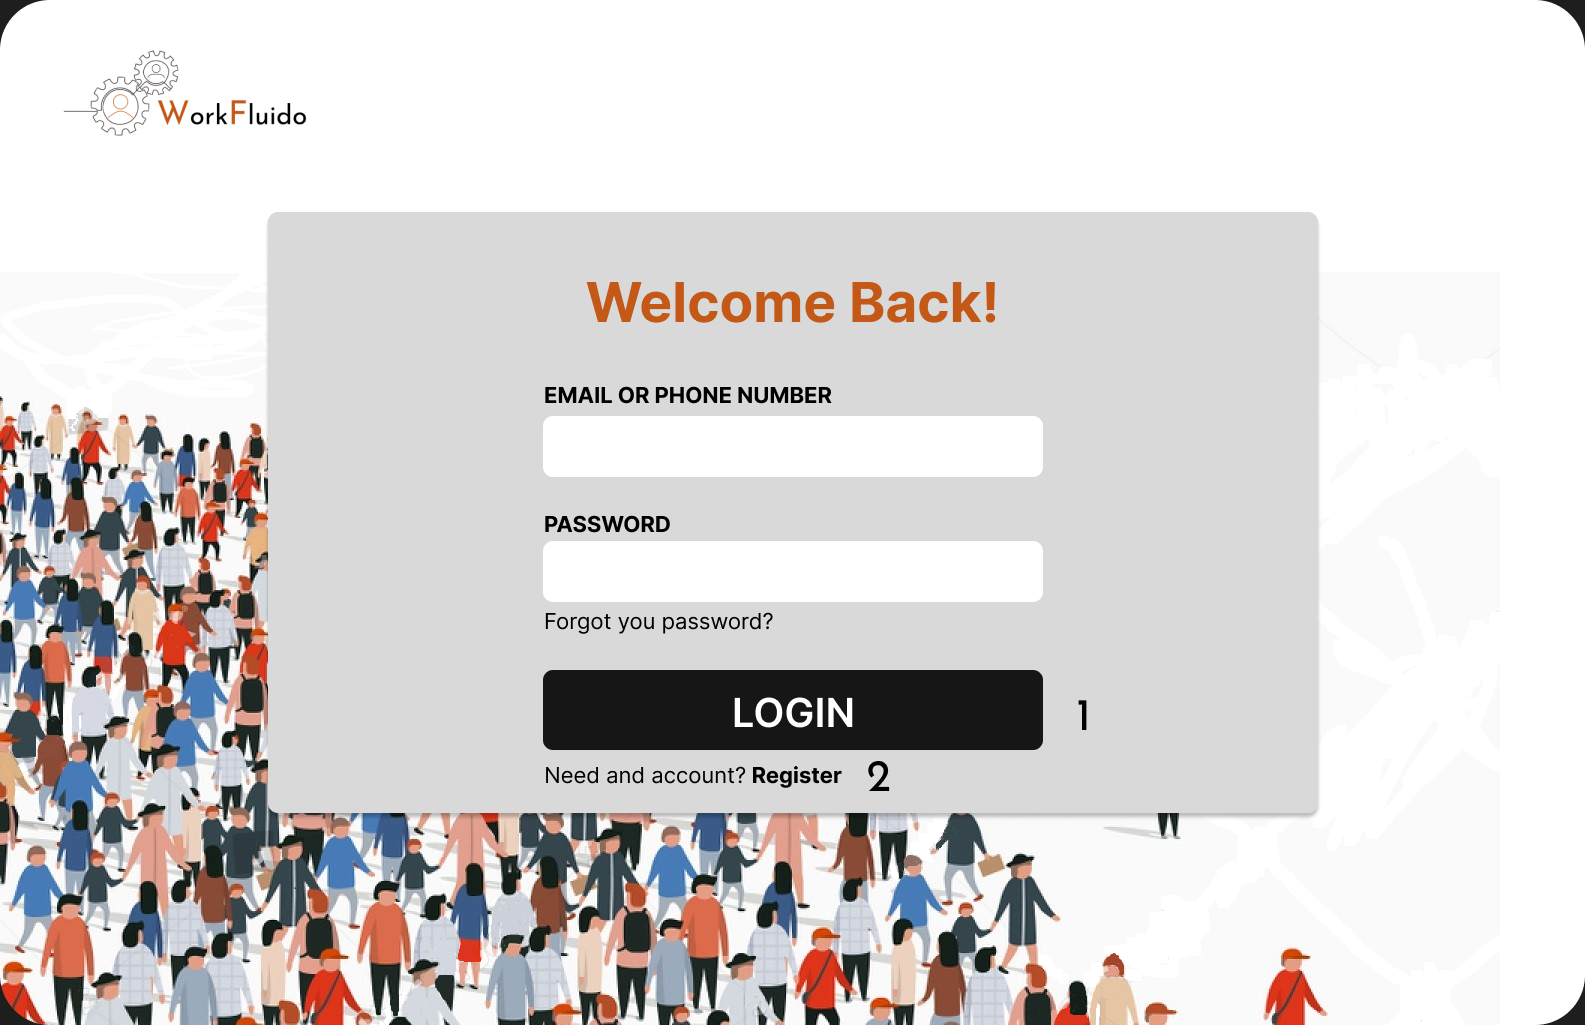 WorkFluido
Welcome Back!
EMAIL OR PHONE NUMBER
PASSWORD
Forgot you password?
LOGIN
1
Need and account? Register 2